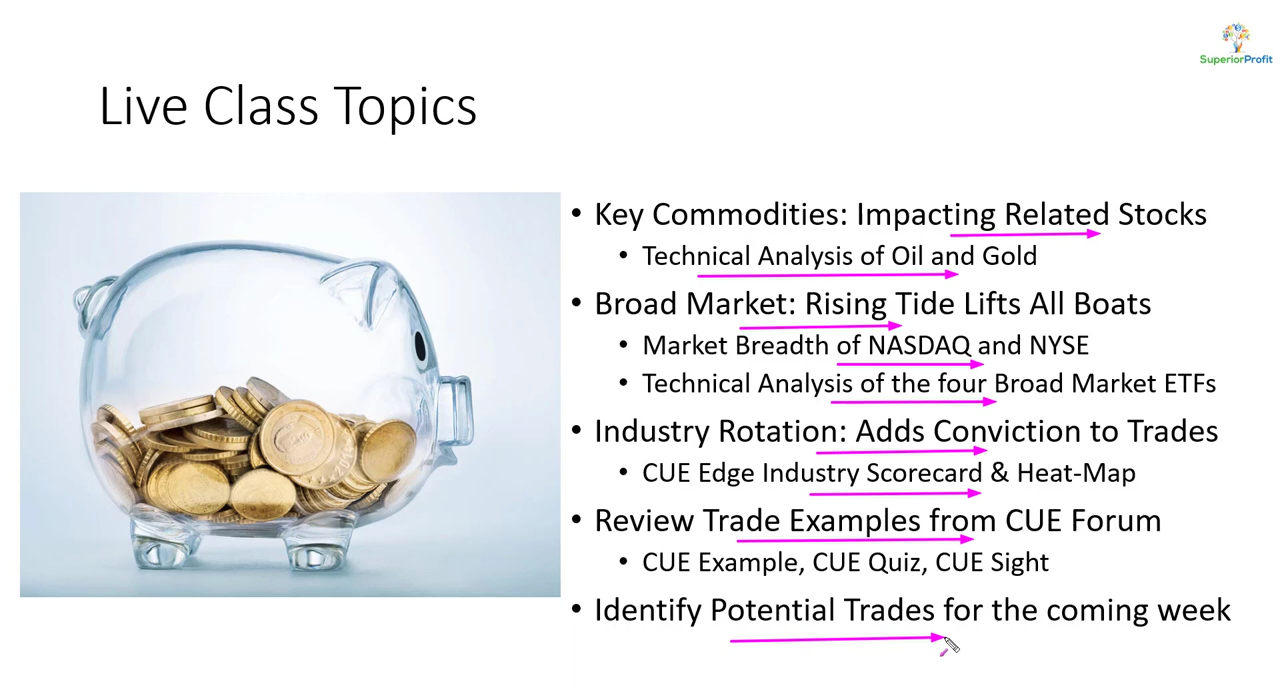 SuperiorProfit
Live Class Topics
• Key Commodities: Impacting Related Stocks
• Technical Analysis of Oil and Gold
• Broad Market: Rising Tide Lifts All Boats
• Market Breadth of NASDAQ and NYSE
• Technical Analysis of the four Broad Market ETFs
• Industry Rotation: Adds Conviction to Trades
• CUE Edge Industry Scorecard & Heat-Map
• Review Trade Examples from CUE Forum
• CUE Example, CUE Quiz, CUE Sight
• Identify Potential Trades for the coming week